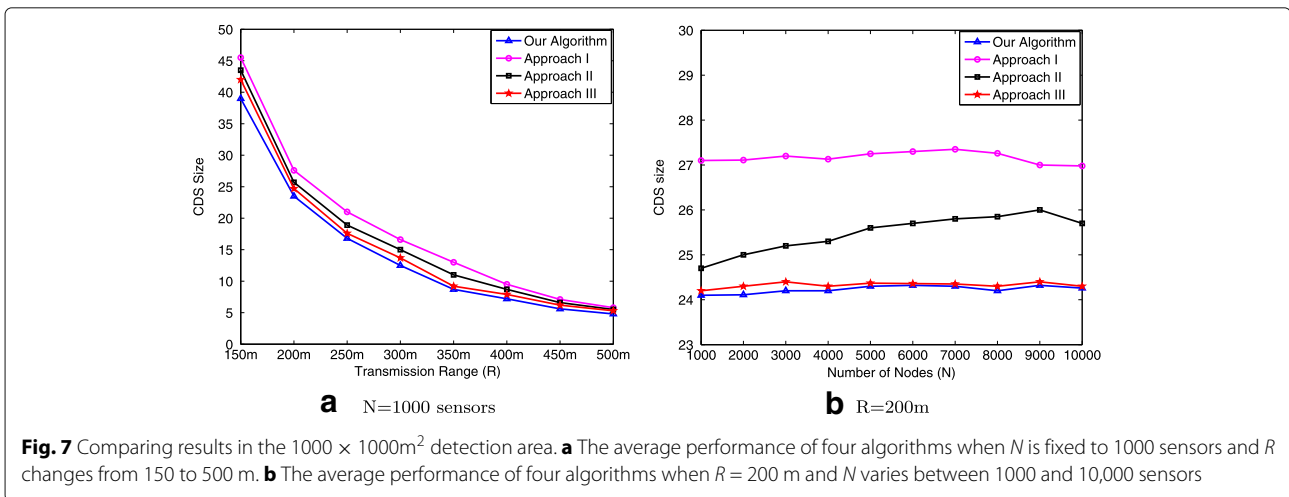 50
45
40
35
30
25
20
15
10
5
0
CDS Size
150m 200m 250m 300m 350m 400m 450m 500m
Transmission Range (R)
Our Algorithm
Approach I
Approach II
Approach III
a N=1000 sensors
30
29
28
27
26
25
24
23
CDS size
1000 2000 3000 4000 5000 6000 7000 8000 9000 10000
Number of Nodes (N)
Our Algorithm
Approach I
Approach II
Approach III
b R=200m
Fig. 7 Comparing results in the 1000 × 1000m² detection area. a The average performance of four algorithms when N is fixed to 1000 sensors and R
changes from 150 to 500 m. b The average performance of four algorithms when R = 200 m and N varies between 1000 and 10,000 sensors